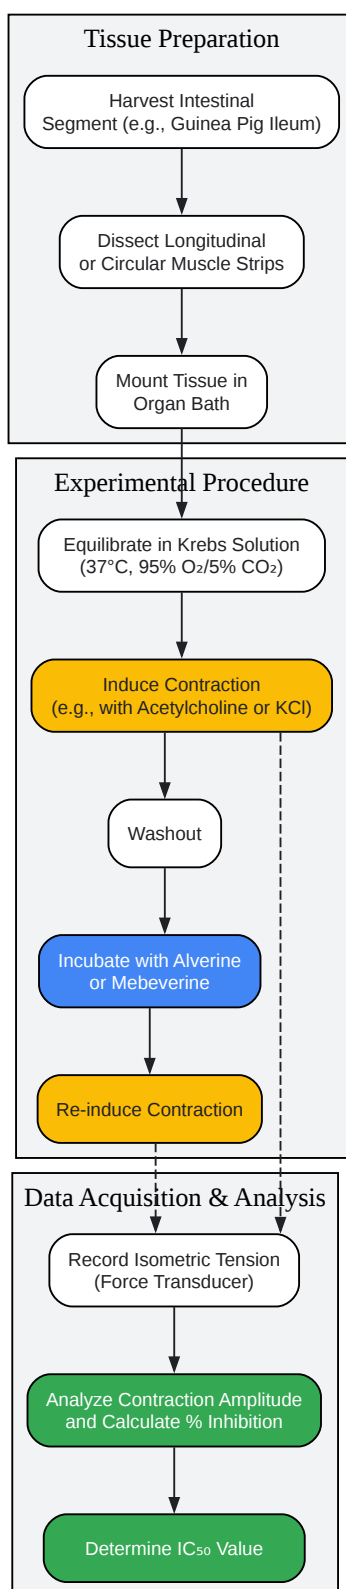 Tissue Preparation
Harvest Intestinal
Segment (e.g., Guinea Pig Ileum)
Dissect Longitudinal
or Circular Muscle Strips
Mount Tissue in
Organ Bath
Experimental Procedure
Equilibrate in Krebs Solution
(37°C, 95% O₂/5% CO₂)
Induce Contraction
(e.g., with Acetylcholine or KCl)
Washout
Incubate with Alverine
or Mebeverine
Re-induce Contraction
Data Acquisition & Analysis
Record Isometric Tension
(Force Transducer)
Analyze Contraction Amplitude
and Calculate % Inhibition
Determine IC₅₀ Value